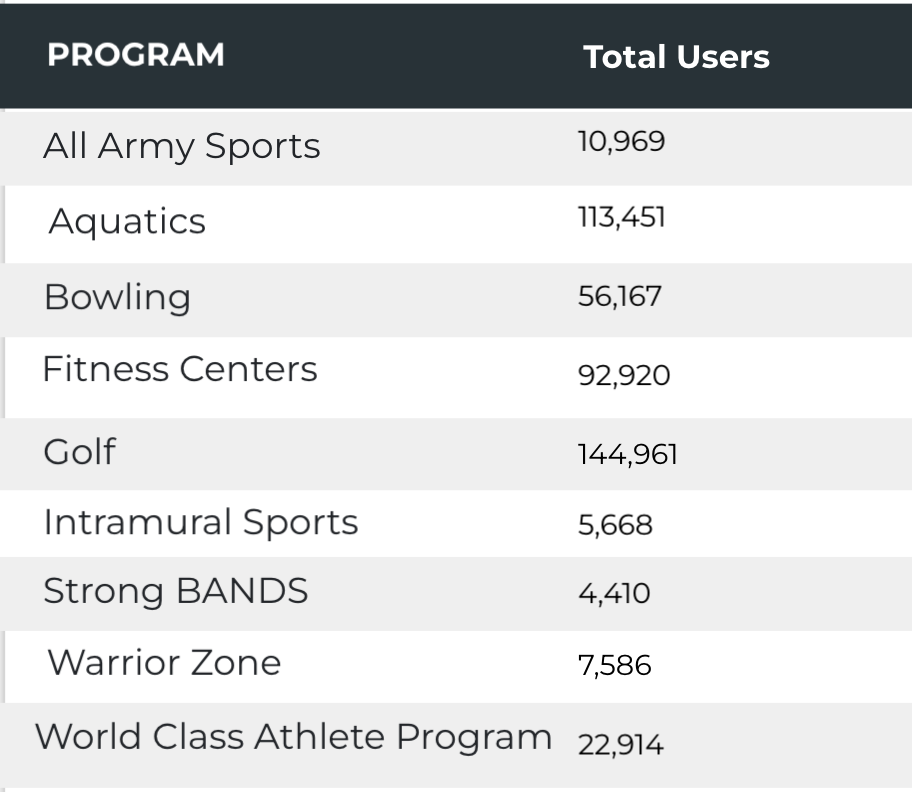 PROGRAM Total Users
All Army Sports 10,969
Aquatics 113,451
Bowling 56,167
Fitness Centers 92,920
Golf 144,961
Intramural Sports 5,668
Strong BANDS 4,410
Warrior Zone 7,586
World Class Athlete Program 22,914